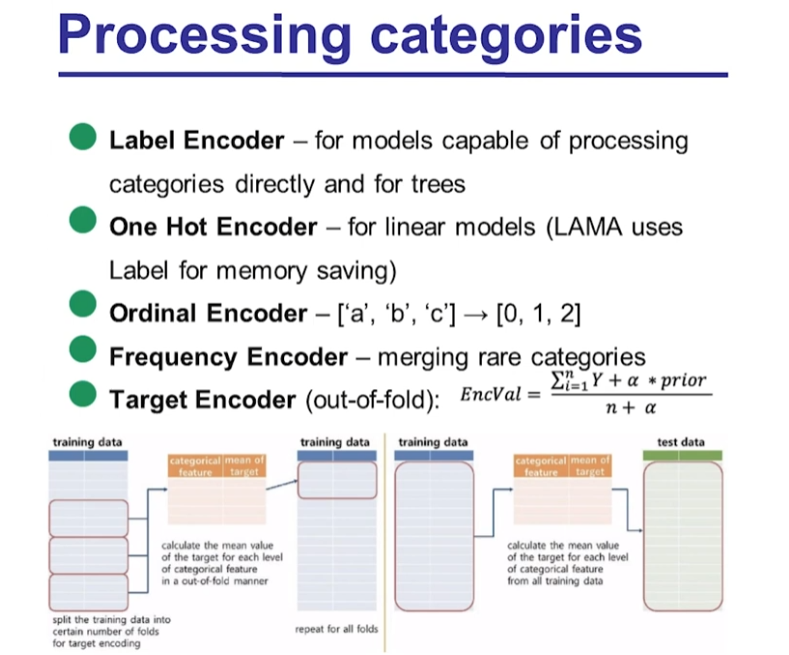 Processing categories
Label Encoder – for models capable of processing
categories directly and for trees
One Hot Encoder – for linear models (LAMA uses
Label for memory saving)
Ordinal Encoder – [‘a’, ‘b’, ‘c’] → [0, 1, 2]
Frequency Encoder – merging rare categories
Target Encoder (out-of-fold): EncVal = (∑ⁿᵢ₌₁ Y + α * prior) / (n + α)
training data
categorical feature
mean of target
training data
calculate the mean value
of the target for each level
of categorical feature
in a out-of-fold manner
split the training data into
certain number of folds
for target encoding
repeat for all folds
training data
categorical feature
mean of target
test data
calculate the mean value
of the target for each level
of categorical feature
from all training data